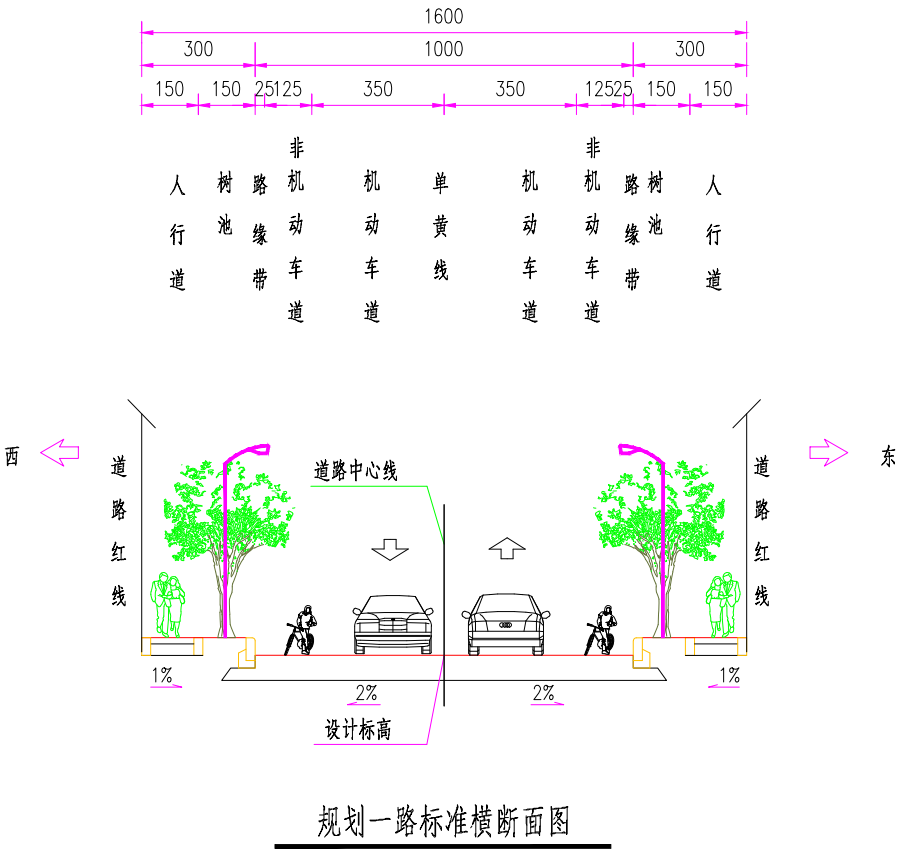 1600
300 1000 300
150 150 25 125 350 350 125 25 150 150
人行道
树池
路缘带
非机动车道
机动车道
单黄线
机动车道
非机动车道
路缘带
树池
人行道
西
道路红线
道路中心线
道路红线
东
1% 1%
2% 2%
设计标高
规划一路标准横断面图